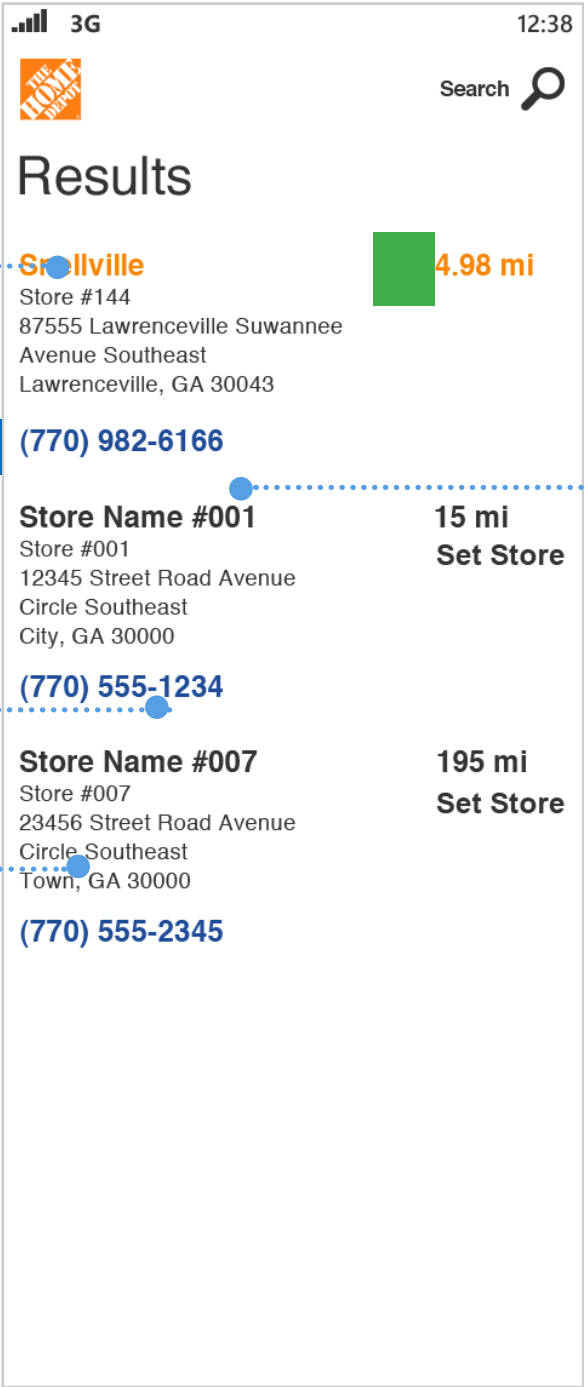 3G 12:38
THE
HOME
DEPOT
Search
Results
Snellville 4.98 mi
Store #144
87555 Lawrenceville Suwannee
Avenue Southeast
Lawrenceville, GA 30043
(770) 982-6166
Store Name #001 15 mi
Store #001 Set Store
12345 Street Road Avenue
Circle Southeast
City, GA 30000
(770) 555-1234
Store Name #007 195 mi
Store #007 Set Store
23456 Street Road Avenue
Circle Southeast
Town, GA 30000
(770) 555-2345